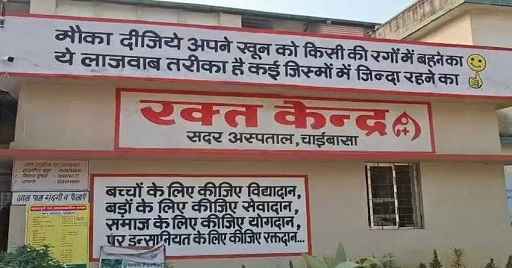 मौका दीजिये अपने खून को किसी की रगों में बहने का
ये लाजवाब तरीका है कई जिस्मों में जिन्दा रहने का
रक्त केन्द्र
सदर अस्पताल, चाईबासा
बच्चों के लिए कीजिए विद्यादान,
बड़ों के लिए कीजिए सेवादान,
समाज के लिए कीजिए योगदान,
पर इन्सानियत के लिए कीजिए रक्तदान...